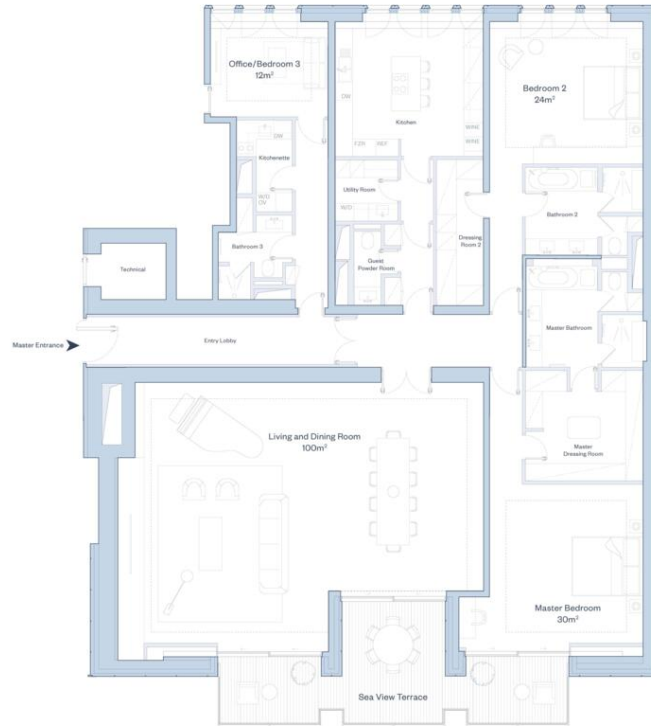 Office/Bedroom 3
12m²
Bedroom 2
24m²
DW
Kitchen
DW
Kitchenette
FZR
REF
WINE
WINE
Utility Room
W/D
OV
W/D
Bathroom 3
Dressing
Room 2
Bathroom 2
Guest
Powder Room
Technical
Master Bathroom
Master Entrance
Entry Lobby
Living and Dining Room
100m²
Master
Dressing Room
Master Bedroom
30m²
Sea View Terrace